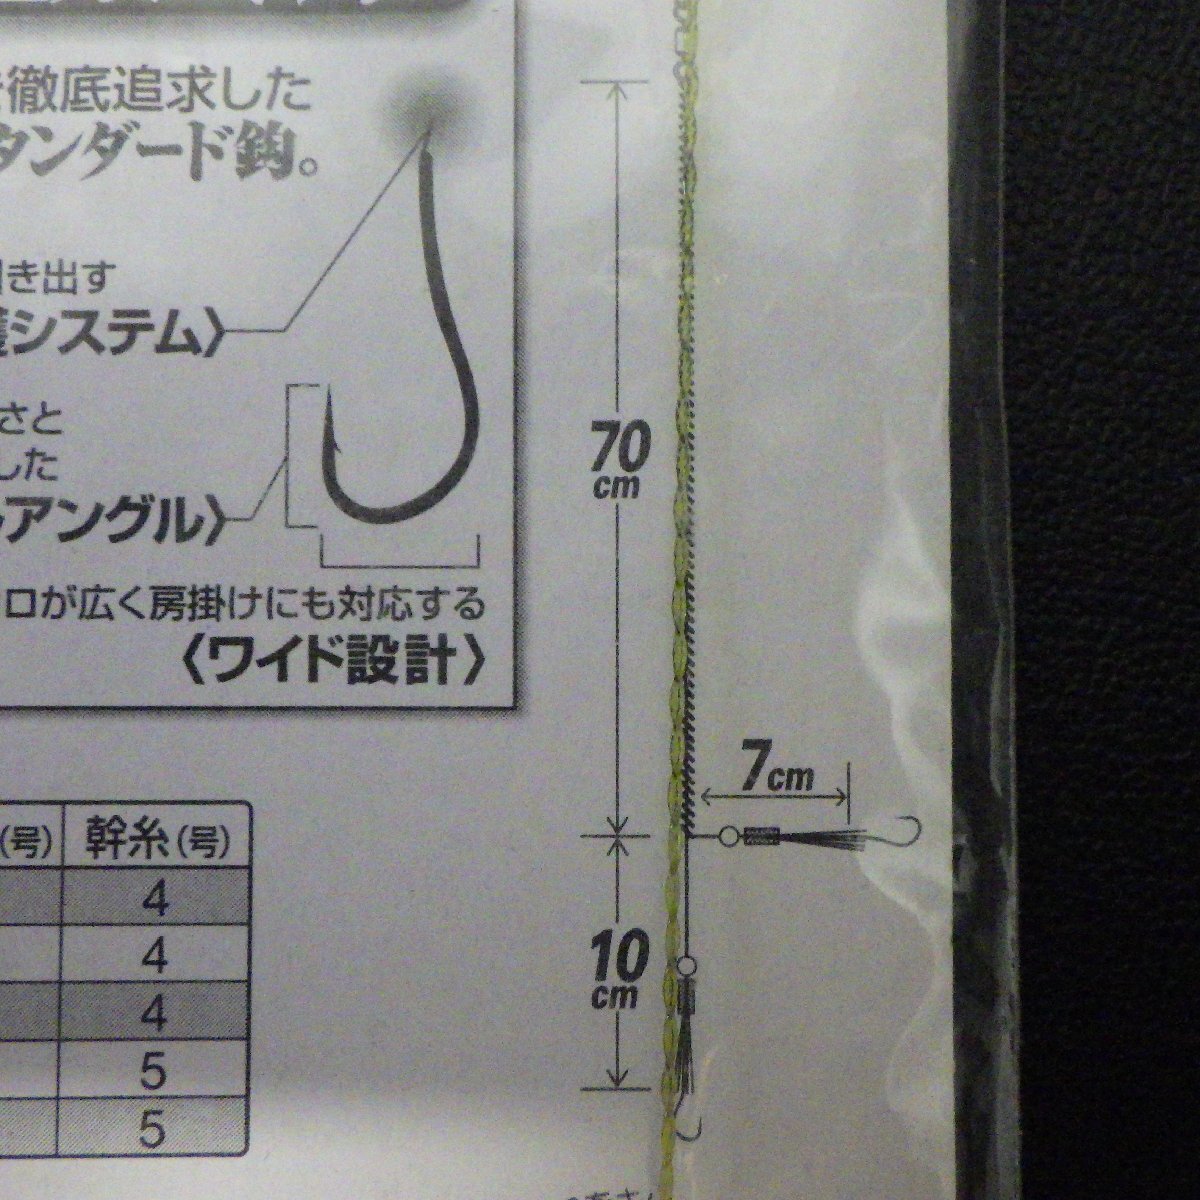 徹底追求した
タンダード鈎。
き出す
システム〉
さと
した
アングル〉
口が広く房掛けにも対応する
〈ワイド設計〉
70
cm
7cm
10
cm
(号) 幹糸(号)
4
4
4
5
5